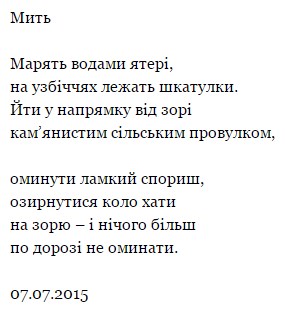 Мить
Марять водами ятері,
на узбіччях лежать шкатулки.
Йти у напрямку від зорі
кам’янистим сільським провулком,
оминути ламкий спориш,
озирнутися коло хати
на зорю – і нічого більш
по дорозі не оминати.
07.07.2015